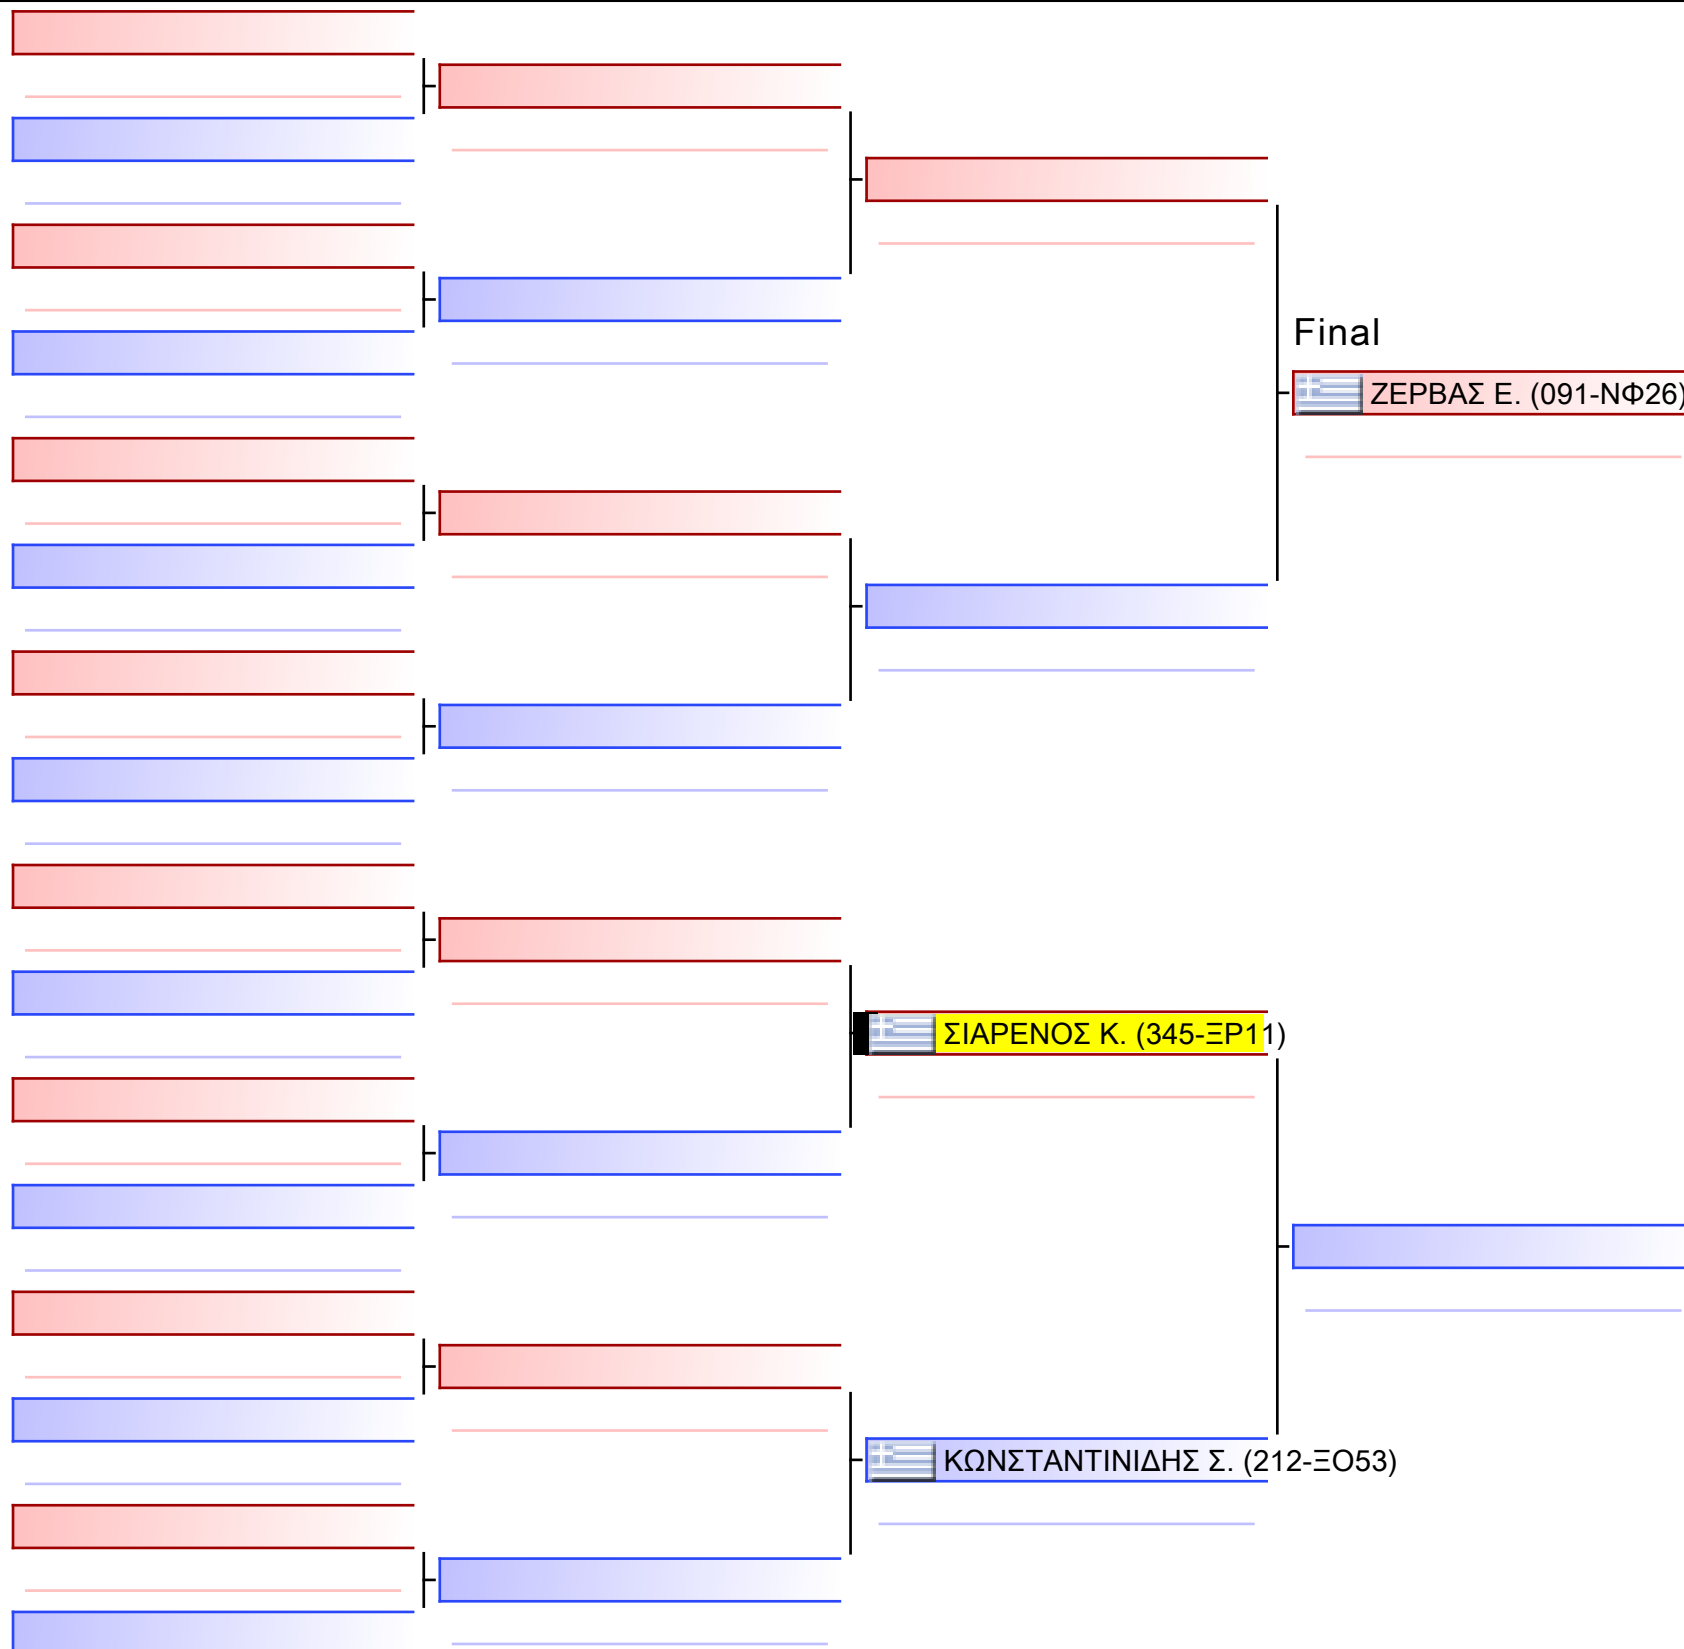 Final
ΖΕΡΒΑΣ Ε. (091-ΝΦ26)
ΣΙΑΡΕΝΟΣ Κ. (345-ΞΡ11)
ΚΩΝΣΤΑΝΤΙΝΙΔΗΣ Σ. (212-ΞΟ53)